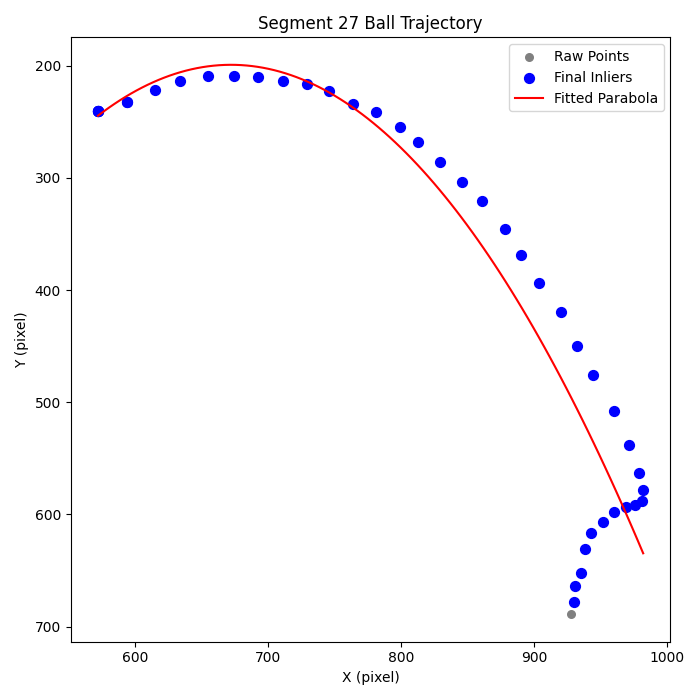 Segment 27 Ball Trajectory
Raw Points
Final Inliers
Fitted Parabola
200
300
400
500
600
700
Y (pixel)
600
700
800
900
1000
X (pixel)